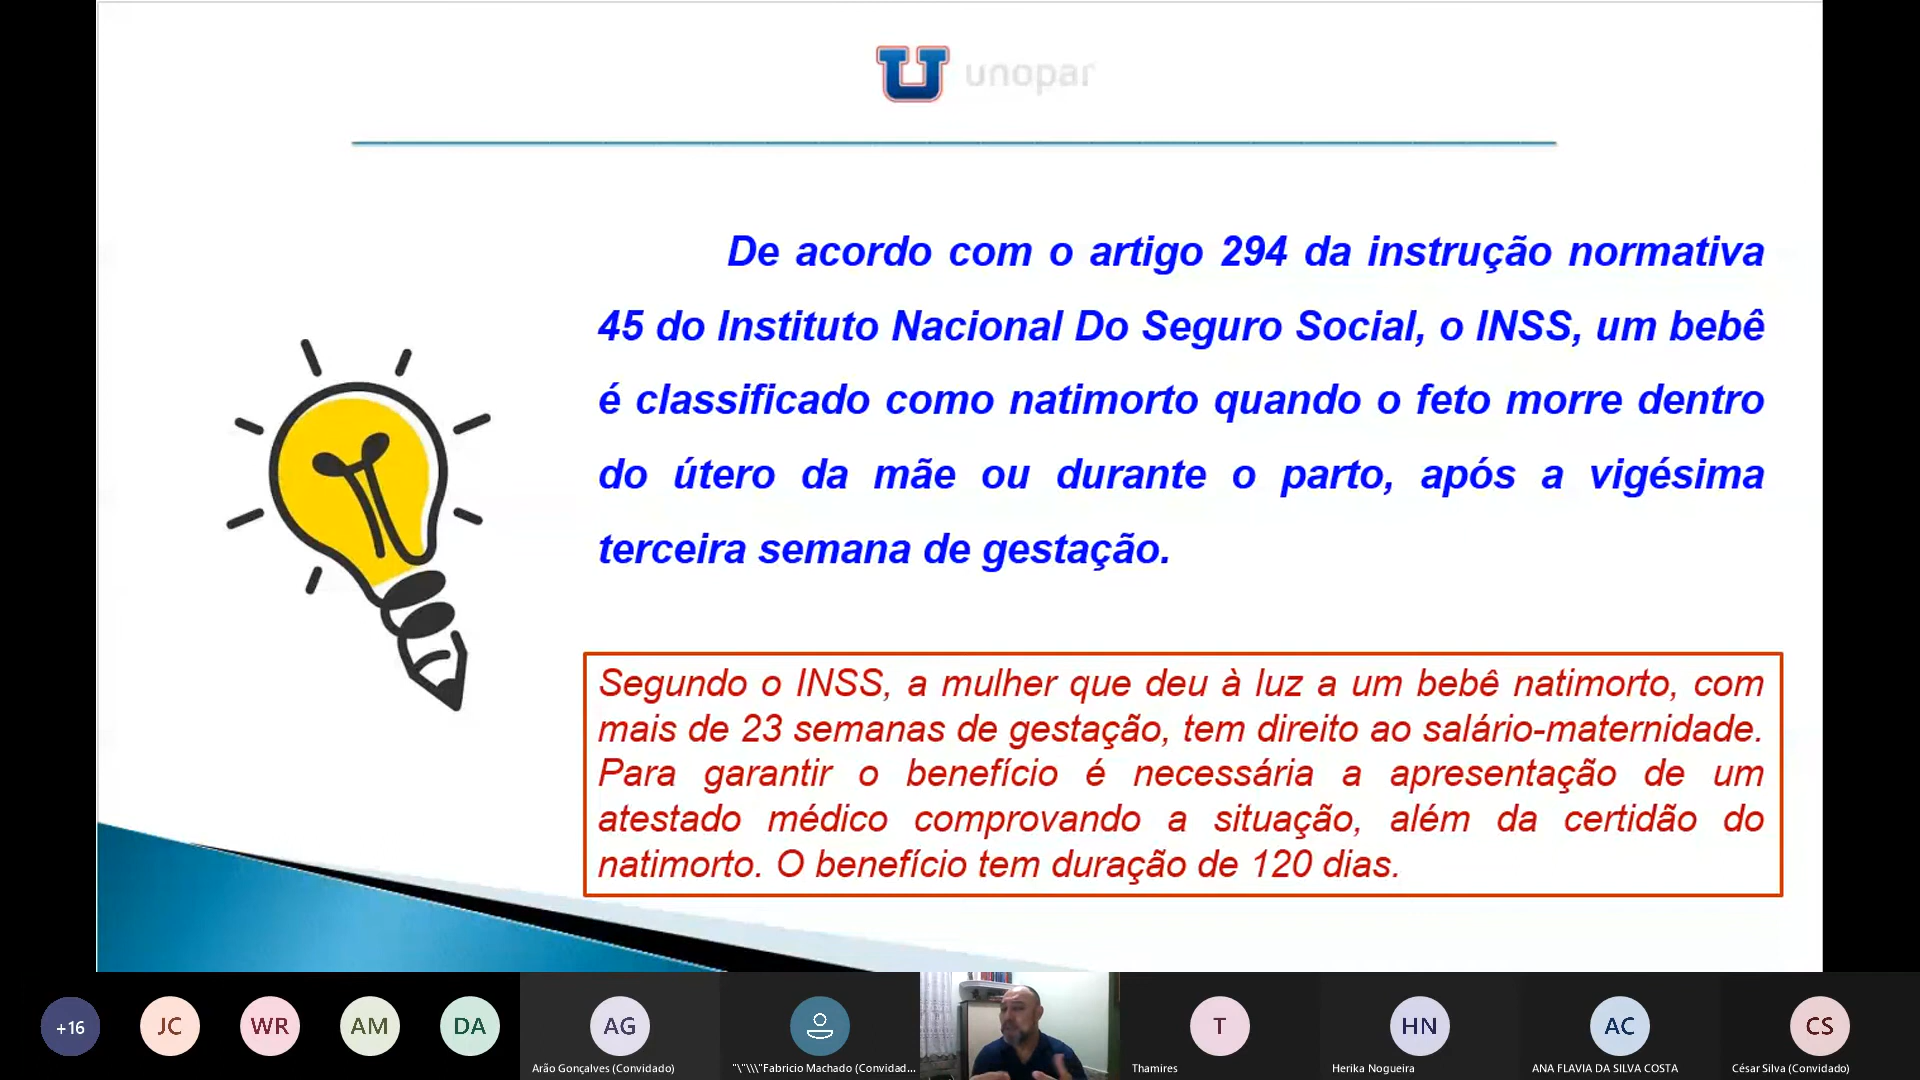 unopar
De acordo com o artigo 294 da instrução normativa
45 do Instituto Nacional Do Seguro Social, o INSS, um bebê
é classificado como natimorto quando o feto morre dentro
do útero da mãe ou durante o parto, após a vigésima
terceira semana de gestação.
Segundo o INSS, a mulher que deu à luz a um bebê natimorto, com
mais de 23 semanas de gestação, tem direito ao salário-maternidade.
Para garantir o benefício é necessária a apresentação de um
atestado médico comprovando a situação, além da certidão do
natimorto. O benefício tem duração de 120 dias.
+16
JC
WR
AM
DA
AG
T
HN
AC
CS
Arão Gonçalves (Convidado)
"\"\\\"Fabricio Machado (Convidad...
Thamires
Herika Nogueira
ANA FLAVIA DA SILVA COSTA
César Silva (Convidado)